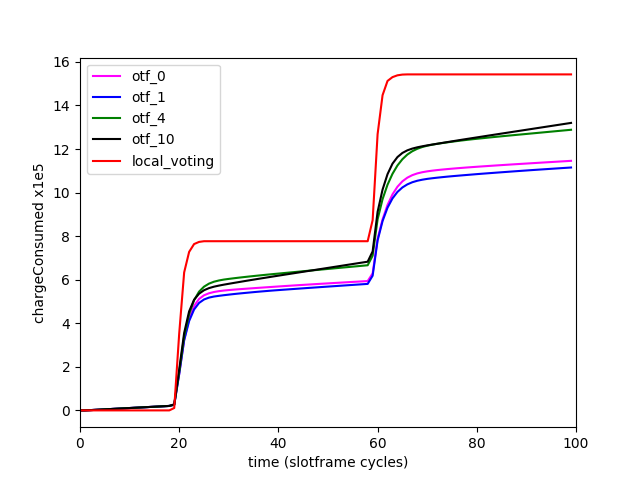 16
14
12
10
8
6
4
2
0
chargeConsumed x1e5
otf_0
otf_1
otf_4
otf_10
local_voting
0 20 40 60 80 100
time (slotframe cycles)